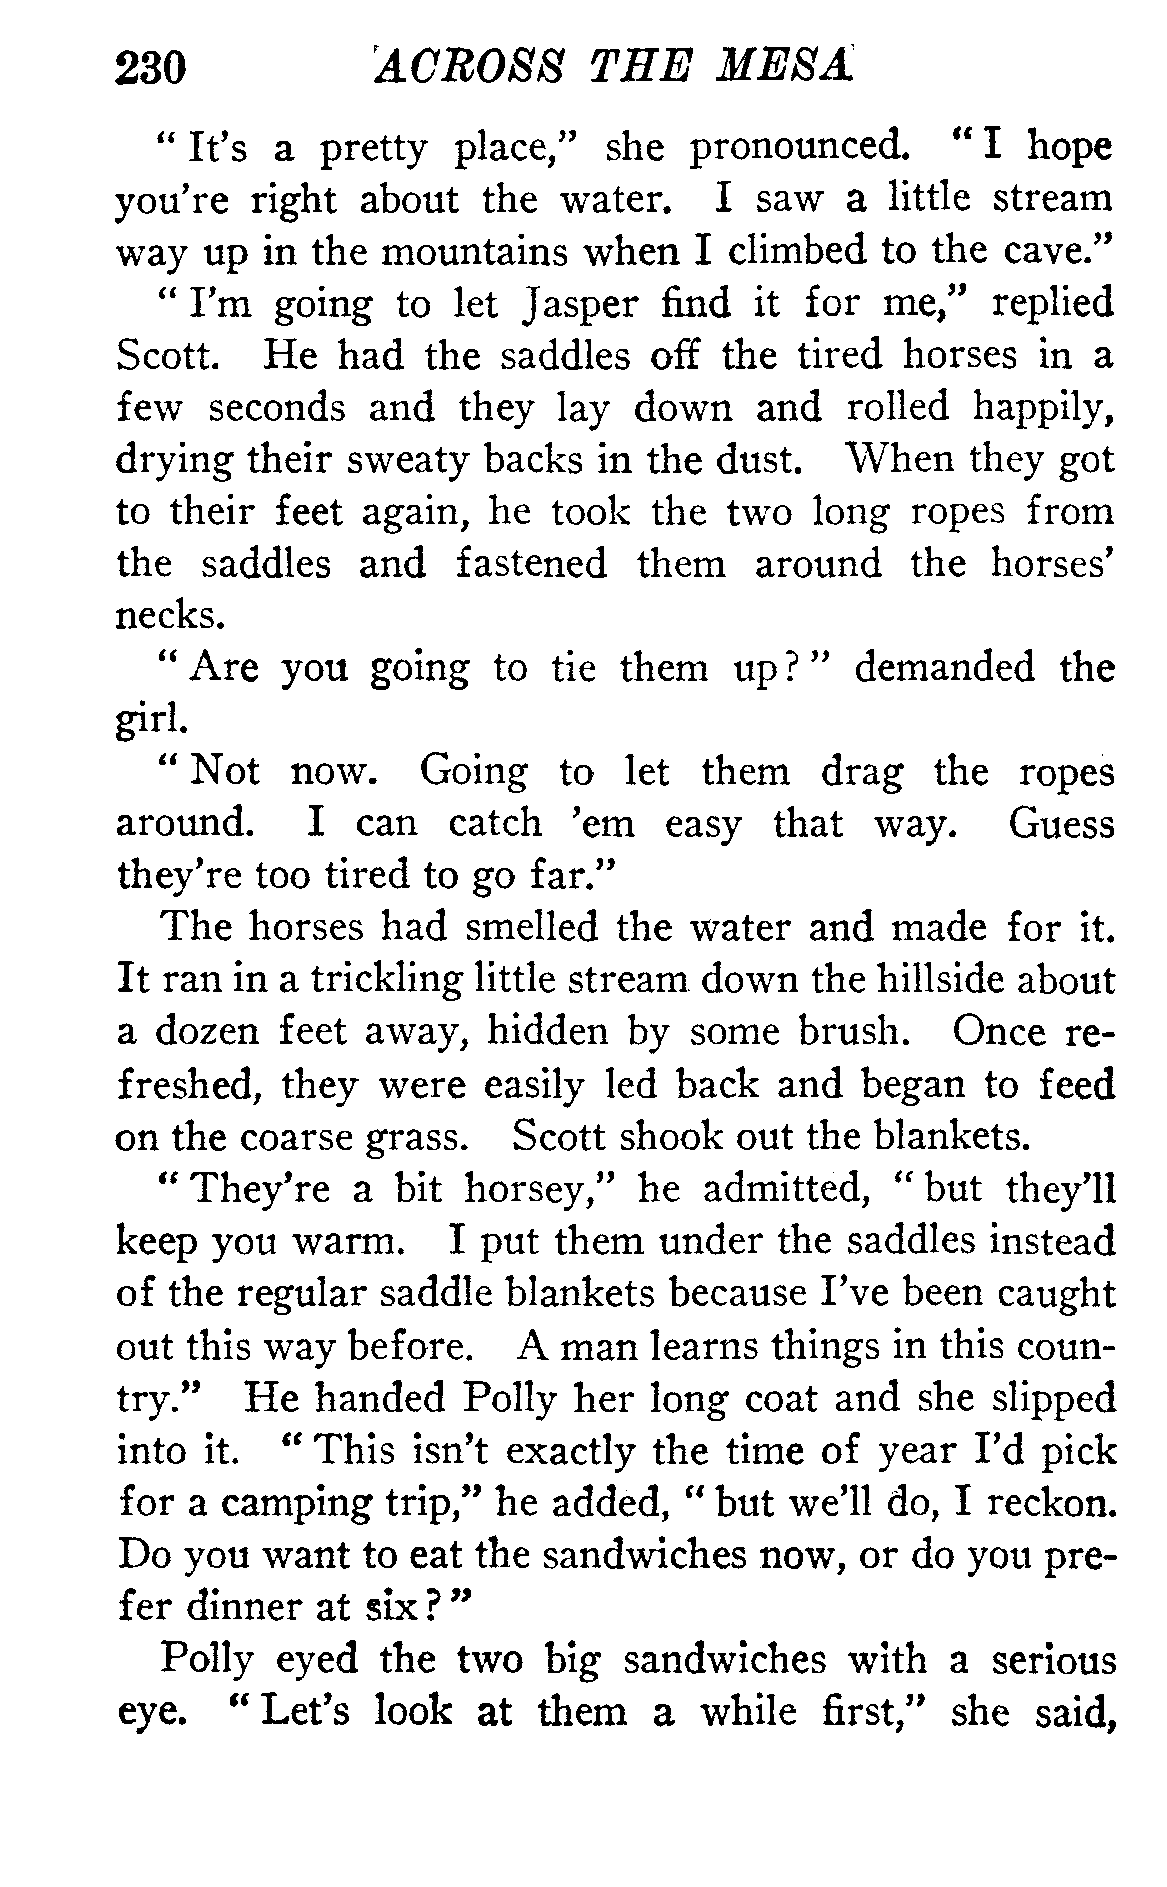 230 ACROSS THE MESA
" It's a pretty place," she pronounced. " I hope
you're right about the water. I saw a little stream
way up in the mountains when I climbed to the cave."
" I'm going to let Jasper find it for me," replied
Scott. He had the saddles off the tired horses in a
few seconds and they lay down and rolled happily,
drying their sweaty backs in the dust. When they got
to their feet again, he took the two long ropes from
the saddles and fastened them around the horses'
necks.
" Are you going to tie them up? " demanded the
girl.
" Not now. Going to let them drag the ropes
around. I can catch 'em easy that way. Guess
they're too tired to go far."
The horses had smelled the water and made for it.
It ran in a trickling little stream down the hillside about
a dozen feet away, hidden by some brush. Once re-
freshed, they were easily led back and began to feed
on the coarse grass. Scott shook out the blankets.
" They're a bit horsey," he admitted, " but they'll
keep you warm. I put them under the saddles instead
of the regular saddle blankets because I've been caught
out this way before. A man learns things in this coun-
try." He handed Polly her long coat and she slipped
into it. " This isn't exactly the time of year I'd pick
for a camping trip," he added, " but we'll do, I reckon.
Do you want to eat the sandwiches now, or do you pre-
fer dinner at six? "
Polly eyed the two big sandwiches with a serious
eye. " Let's look at them a while first," she said,